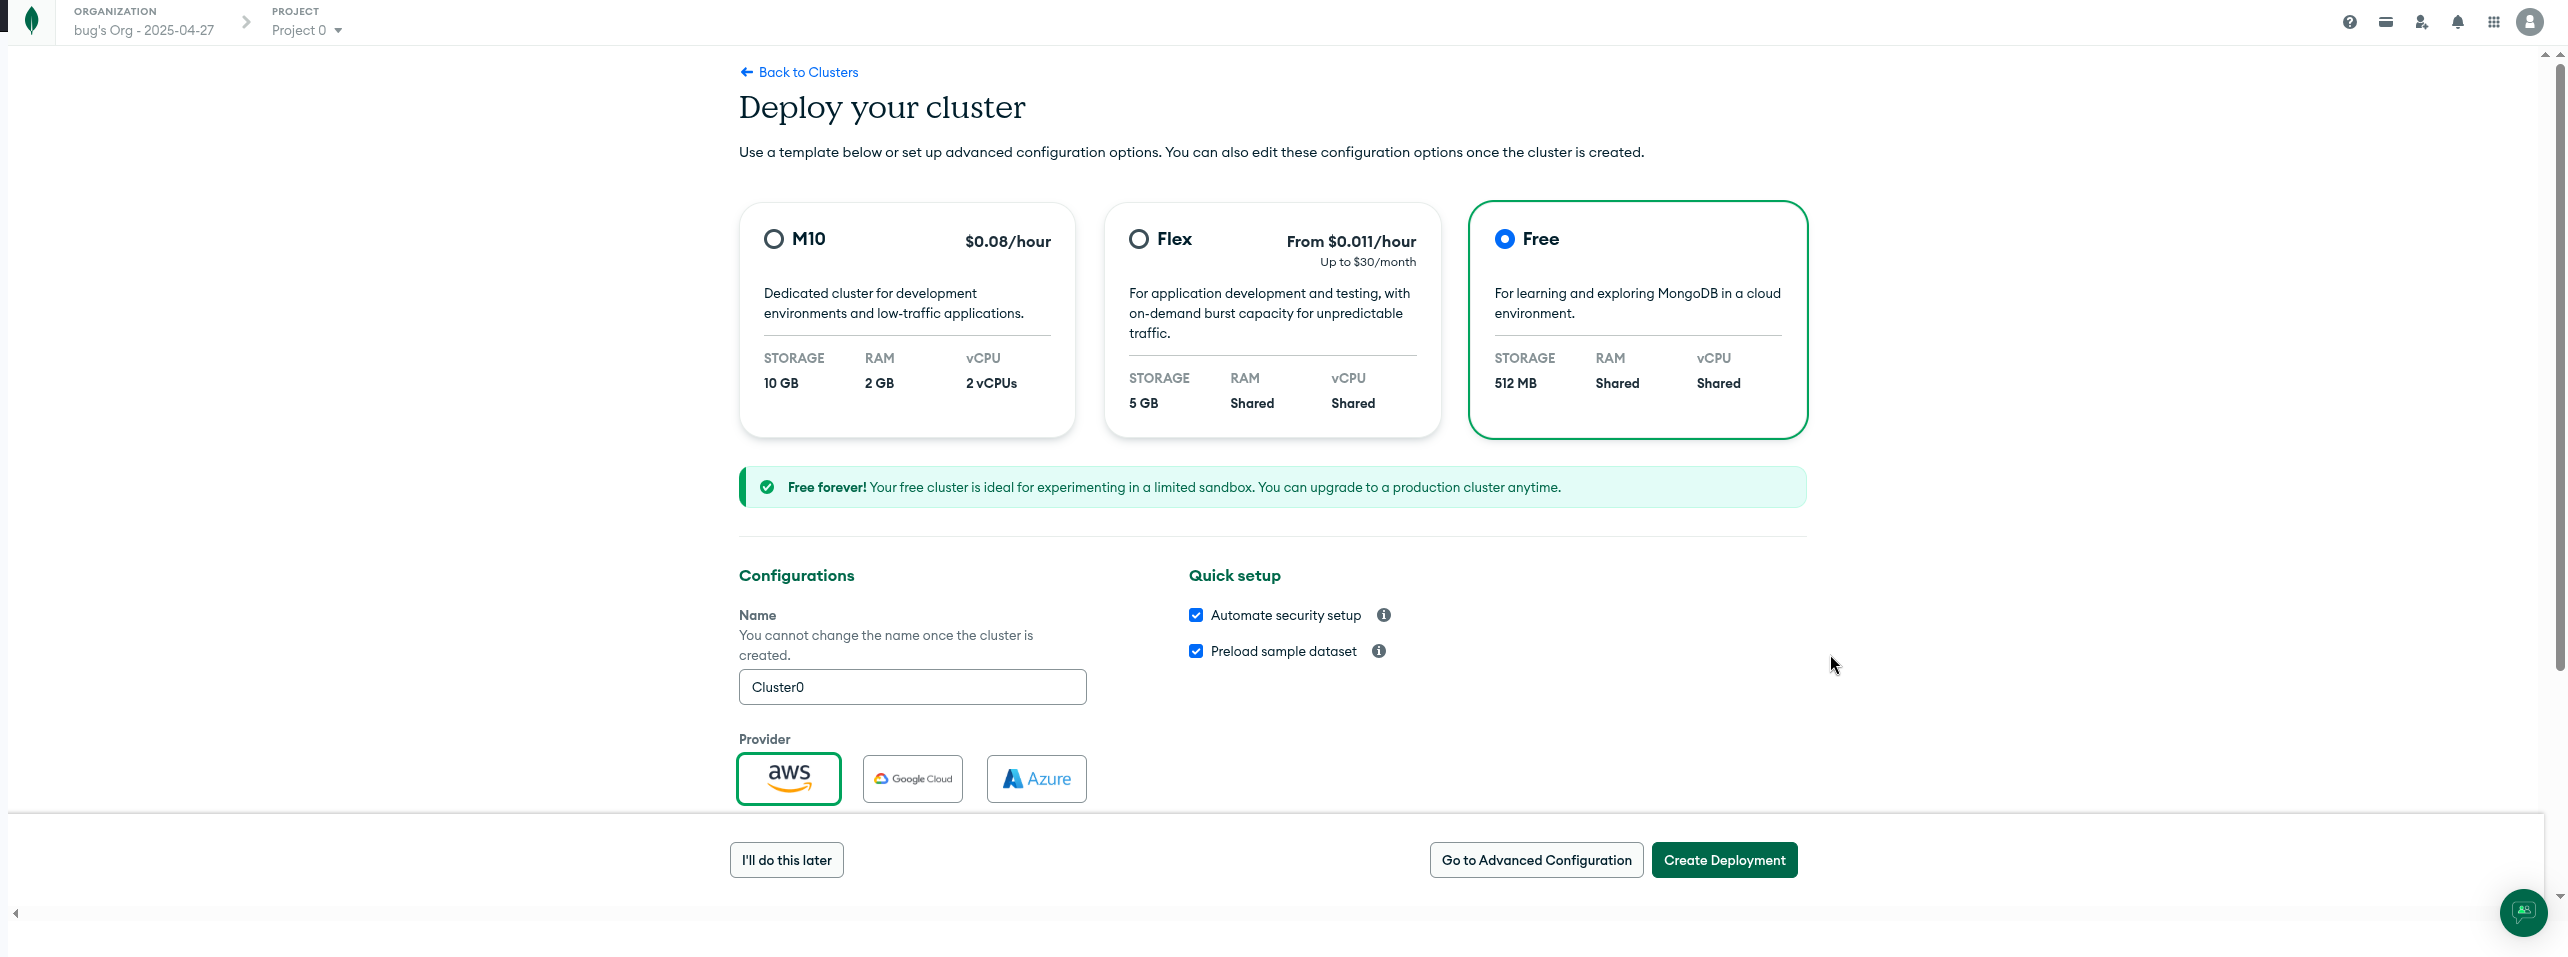 ORGANIZATION
bug's Org - 2025-04-27
PROJECT
Project 0
Back to Clusters
Deploy your cluster
Use a template below or set up advanced configuration options. You can also edit these configuration options once the cluster is created.
M10
$0.08/hour
Dedicated cluster for development
environments and low-traffic applications.
STORAGE RAM vCPU
10 GB 2 GB 2 vCPUs
Flex
From $0.011/hour
Up to $30/month
For application development and testing, with
on-demand burst capacity for unpredictable
traffic.
STORAGE RAM vCPU
5 GB Shared Shared
Free
For learning and exploring MongoDB in a cloud
environment.
STORAGE RAM vCPU
512 MB Shared Shared
Free forever! Your free cluster is ideal for experimenting in a limited sandbox. You can upgrade to a production cluster anytime.
Configurations
Name
You cannot change the name once the cluster is
created.
Cluster0
Provider
aws
Google Cloud
Azure
Quick setup
Automate security setup
Preload sample dataset
I'll do this later
Go to Advanced Configuration
Create Deployment